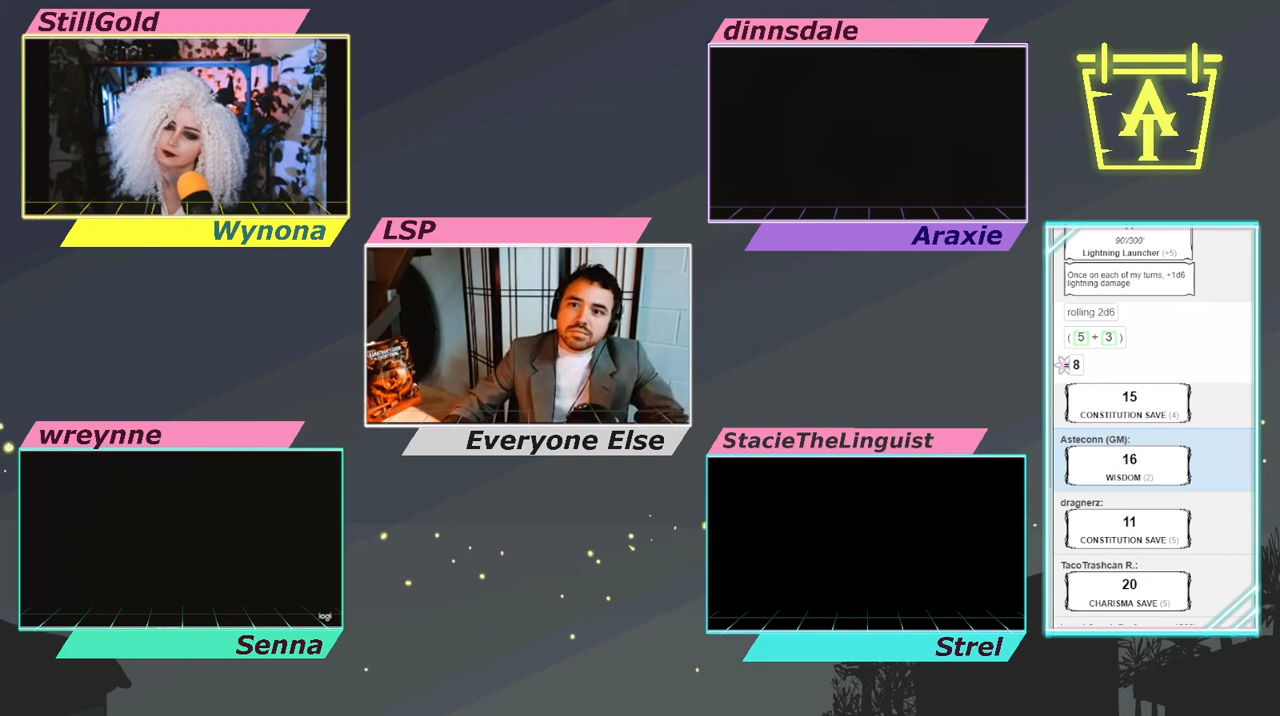 StillGold
Wynona
dinnsdale
Araxie
LSP
Everyone Else
wreynne
logi
Senna
StacieTheLinguist
Strel
AT
90'/300'
Lightning Launcher (+5)
Once on each of my turns, +1d6
lightning damage
rolling 2d6
( 5 + 3 )
= 8
15
CONSTITUTION SAVE (4)
Asteconn (GM):
16
WISDOM (2)
dragnerz:
11
CONSTITUTION SAVE (5)
TacoTrashcan R.:
20
CHARISMA SAVE (5)